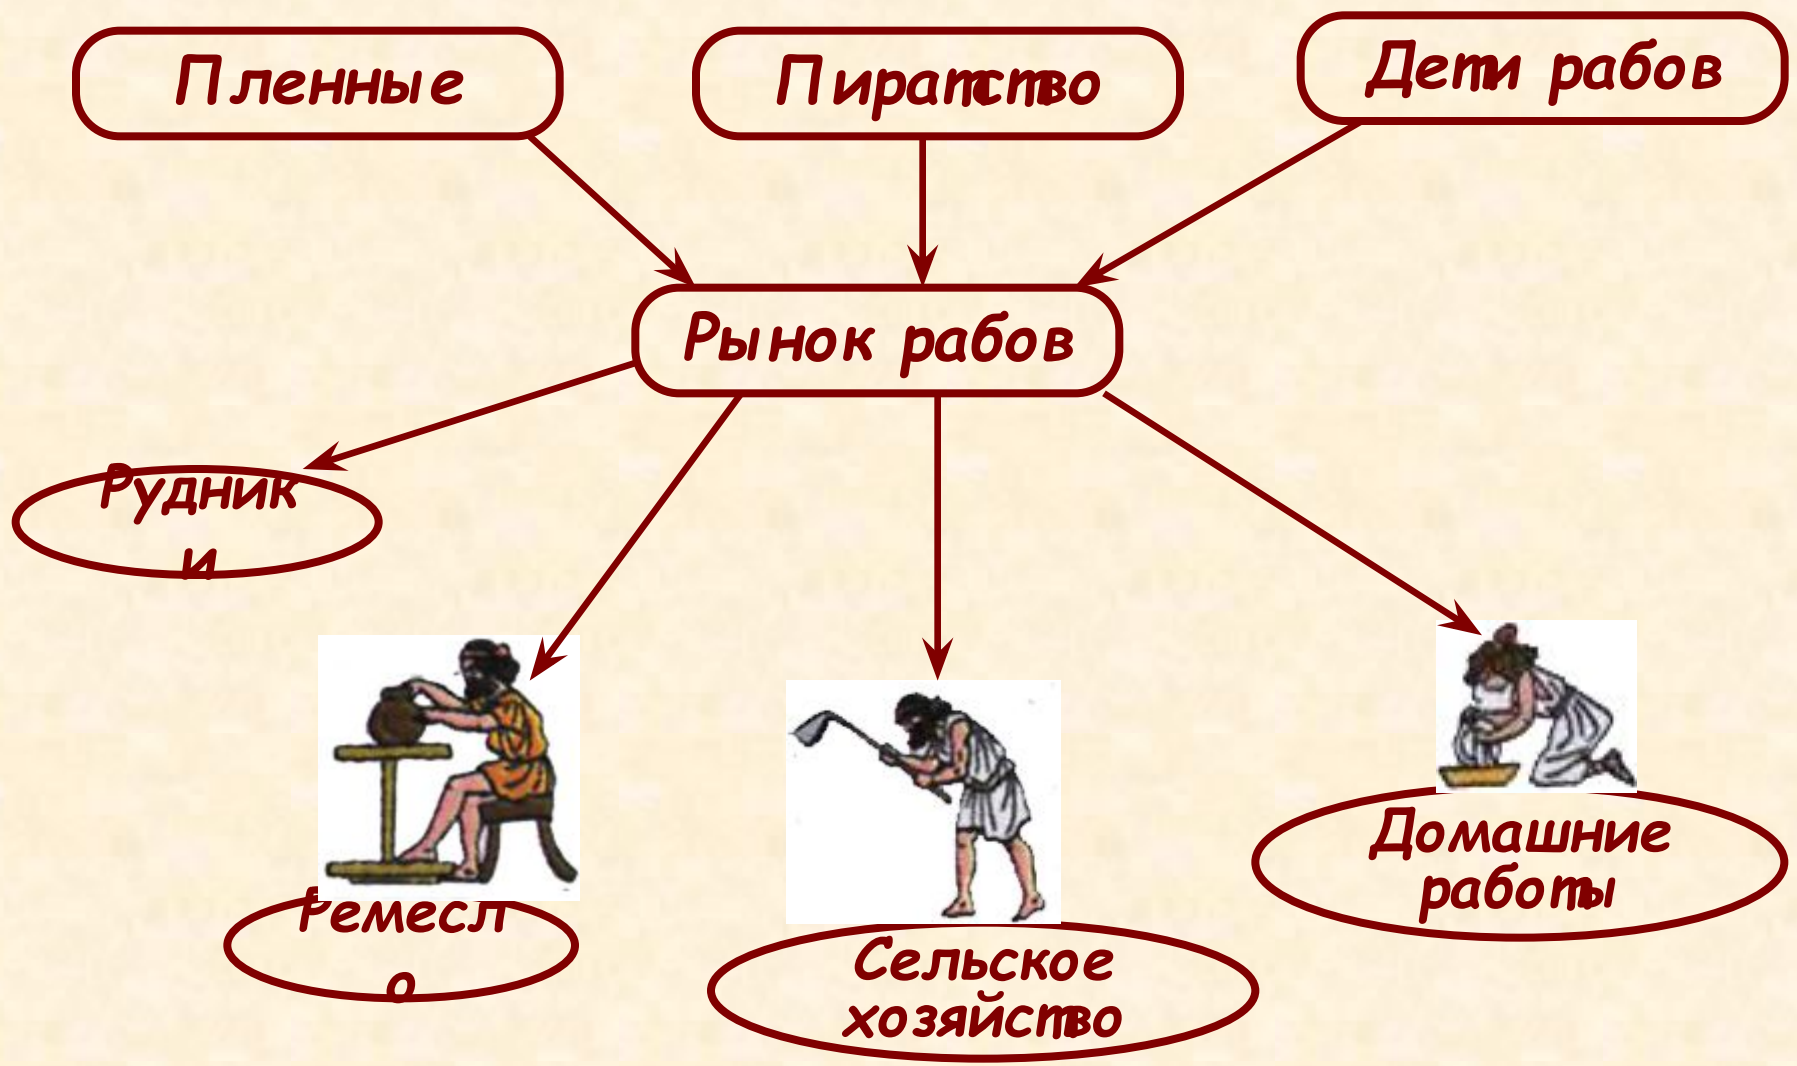 Пленные
Пиратство
Дети рабов
Рынок рабов
Рудник
и
Ремесл
о
Сельское
хозяйство
Домашние
работы